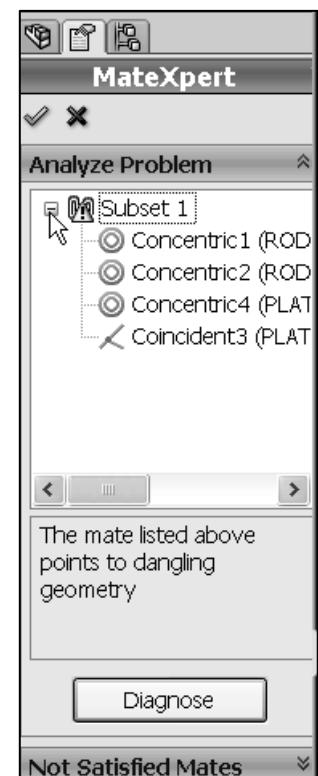 MateXpert
Analyze Problem
Subset 1
Concentric1 (ROD
Concentric2 (ROD
Concentric4 (PLAT
Coincident3 (PLAT
The mate listed above
points to dangling
geometry
Diagnose
Not Satisfied Mates